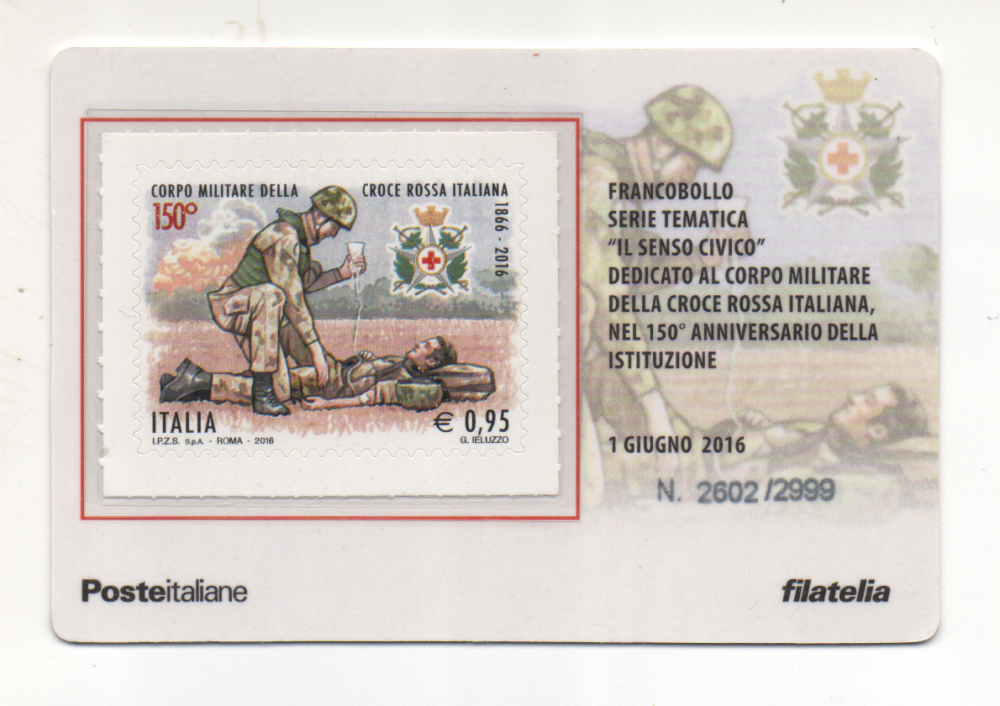 CORPO MILITARE DELLA CROCE ROSSA ITALIANA
150°
1866 - 2016
ITALIA € 0,95
I.P.Z.S. S.p.A. - ROMA - 2016 G. IELUZZO
FRANCOBOLLO
SERIE TEMATICA
“IL SENSO CIVICO”
DEDICATO AL CORPO MILITARE
DELLA CROCE ROSSA ITALIANA,
NEL 150° ANNIVERSARIO DELLA
ISTITUZIONE
1 GIUGNO 2016
N. 2602/2999
Posteitaliane
filatelia